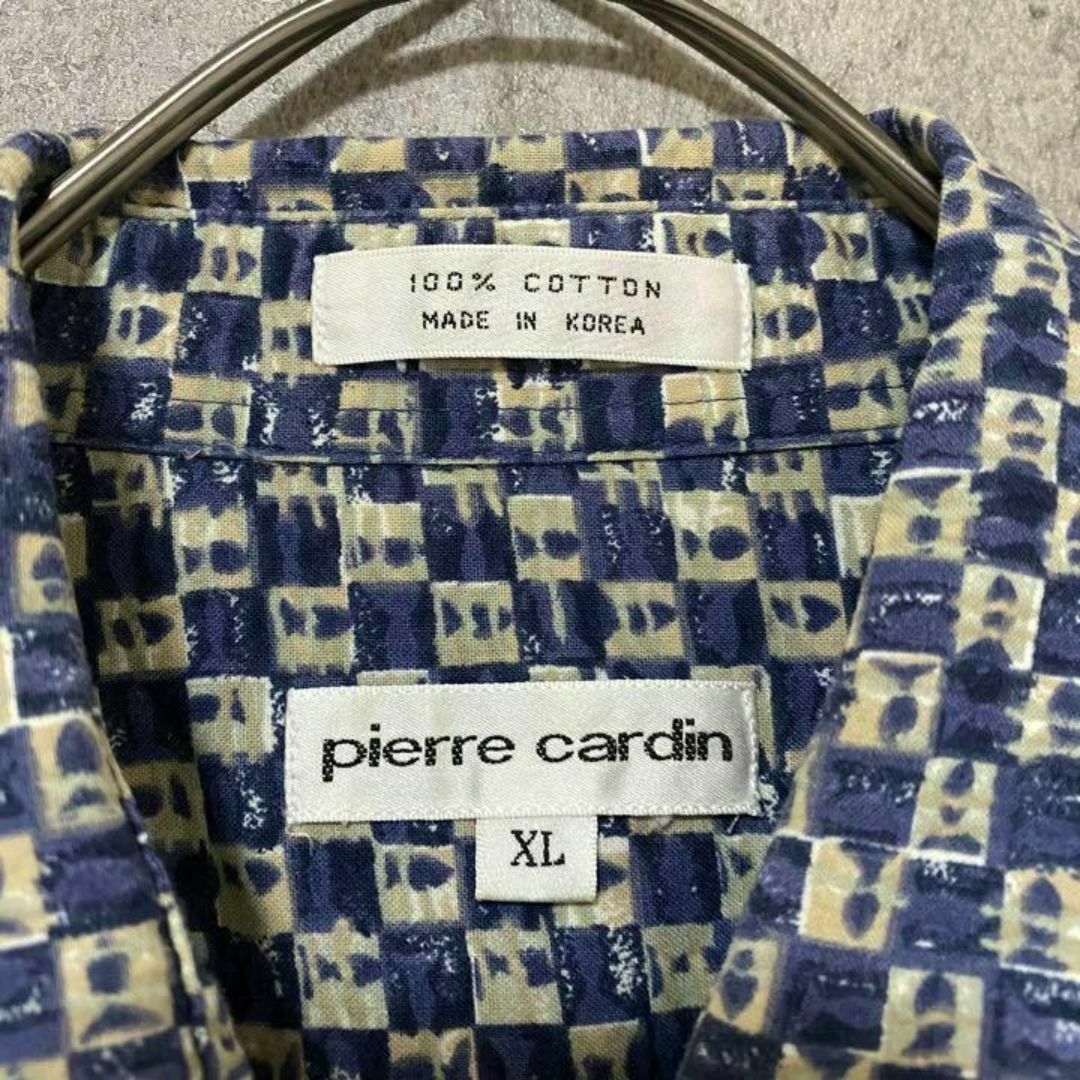 100% COTTON
MADE IN KOREA
pierre cardin
XL